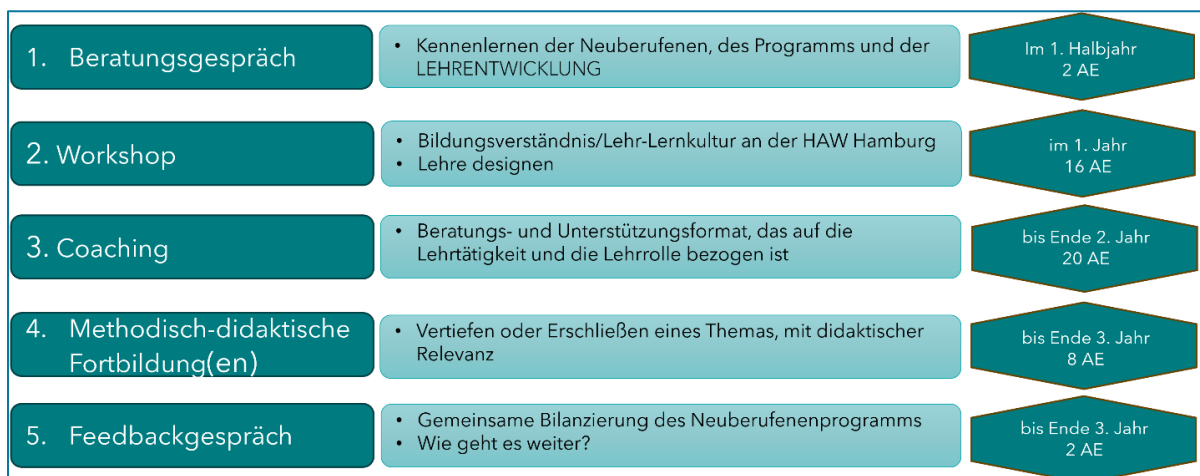 1. Beratungsgespräch
• Kennenlernen der Neuberufenen, des Programms und der
LEHRENTWICKLUNG
Im 1. Halbjahr
2 AE
2. Workshop
• Bildungsverständnis/Lehr-Lernkultur an der HAW Hamburg
• Lehre designen
im 1. Jahr
16 AE
3. Coaching
• Beratungs- und Unterstützungsformat, das auf die
Lehrtätigkeit und die Lehrrolle bezogen ist
bis Ende 2. Jahr
20 AE
4. Methodisch-didaktische
Fortbildung(en)
• Vertiefen oder Erschließen eines Themas, mit didaktischer
Relevanz
bis Ende 3. Jahr
8 AE
5. Feedbackgespräch
• Gemeinsame Bilanzierung des Neuberufenenprogramms
• Wie geht es weiter?
bis Ende 3. Jahr
2 AE